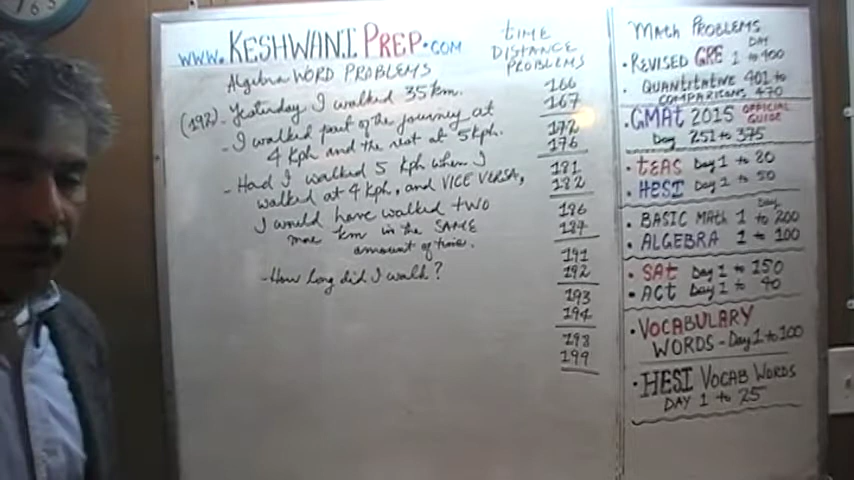 www.KESHWANI PREP.COM
Algebra WORD PROBLEMS
(192) - Yesterday I walked 35 km.
- I walked part of the journey at
4 kph and the rest at 5 kph.
- Had I walked 5 kph when I
walked at 4 kph, and VICE VERSA,
I would have walked two
more km in the SAME
amount of time.
- How long did I walk?
TIME
DISTANCE
PROBLEMS
166
167
172
176
181
182
186
187
191
192
193
194
198
199
MATH PROBLEMS
• REVISED GRE DAY 1 to 400
• QUANTITATIVE 401 to
COMPARISONS 470
• GMAT 2015 OFFICIAL GUIDE
Day 251 to 375
• TEAS Day 1 to 20
• HESI Day 1 to 50
Day
• BASIC MATH 1 to 200
• ALGEBRA 1 to 100
• SAT Day 1 to 150
• ACT Day 1 to 40
• VOCABULARY
WORDS - Day 1 to 100
• HESI VOCAB WORDS
DAY 1 to 25